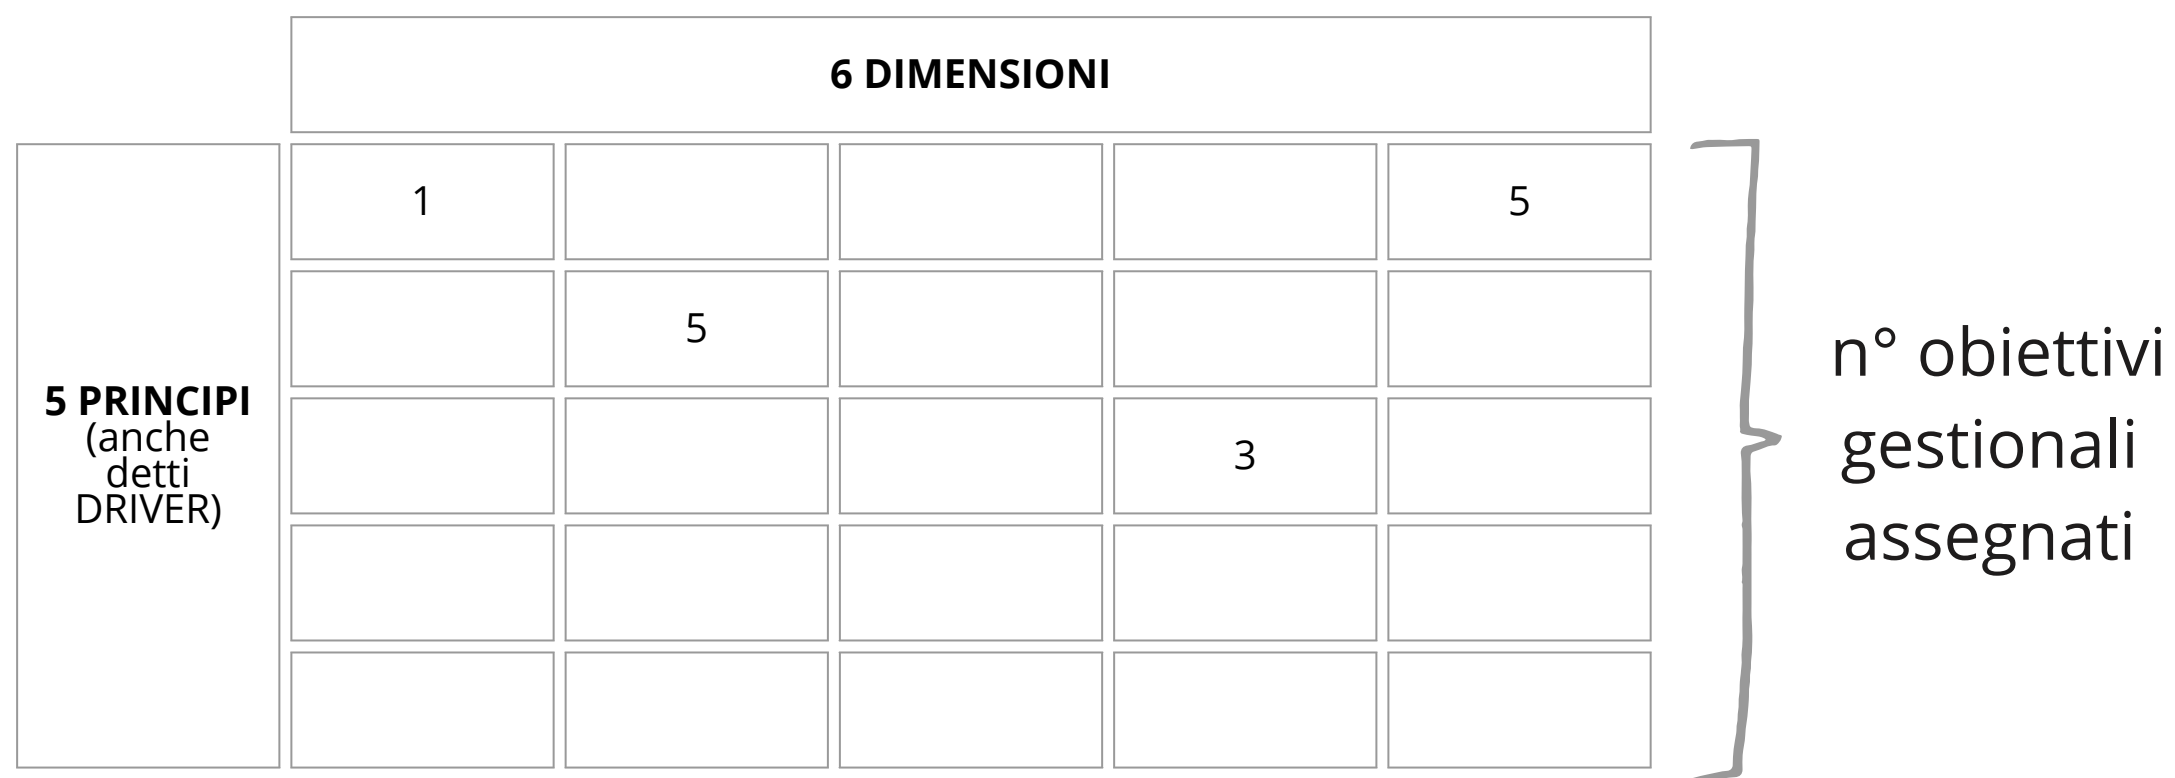 6 DIMENSIONI
1
5
5
5 PRINCIPI
(anche
detti
DRIVER)
3
n° obiettivi
gestionali
assegnati